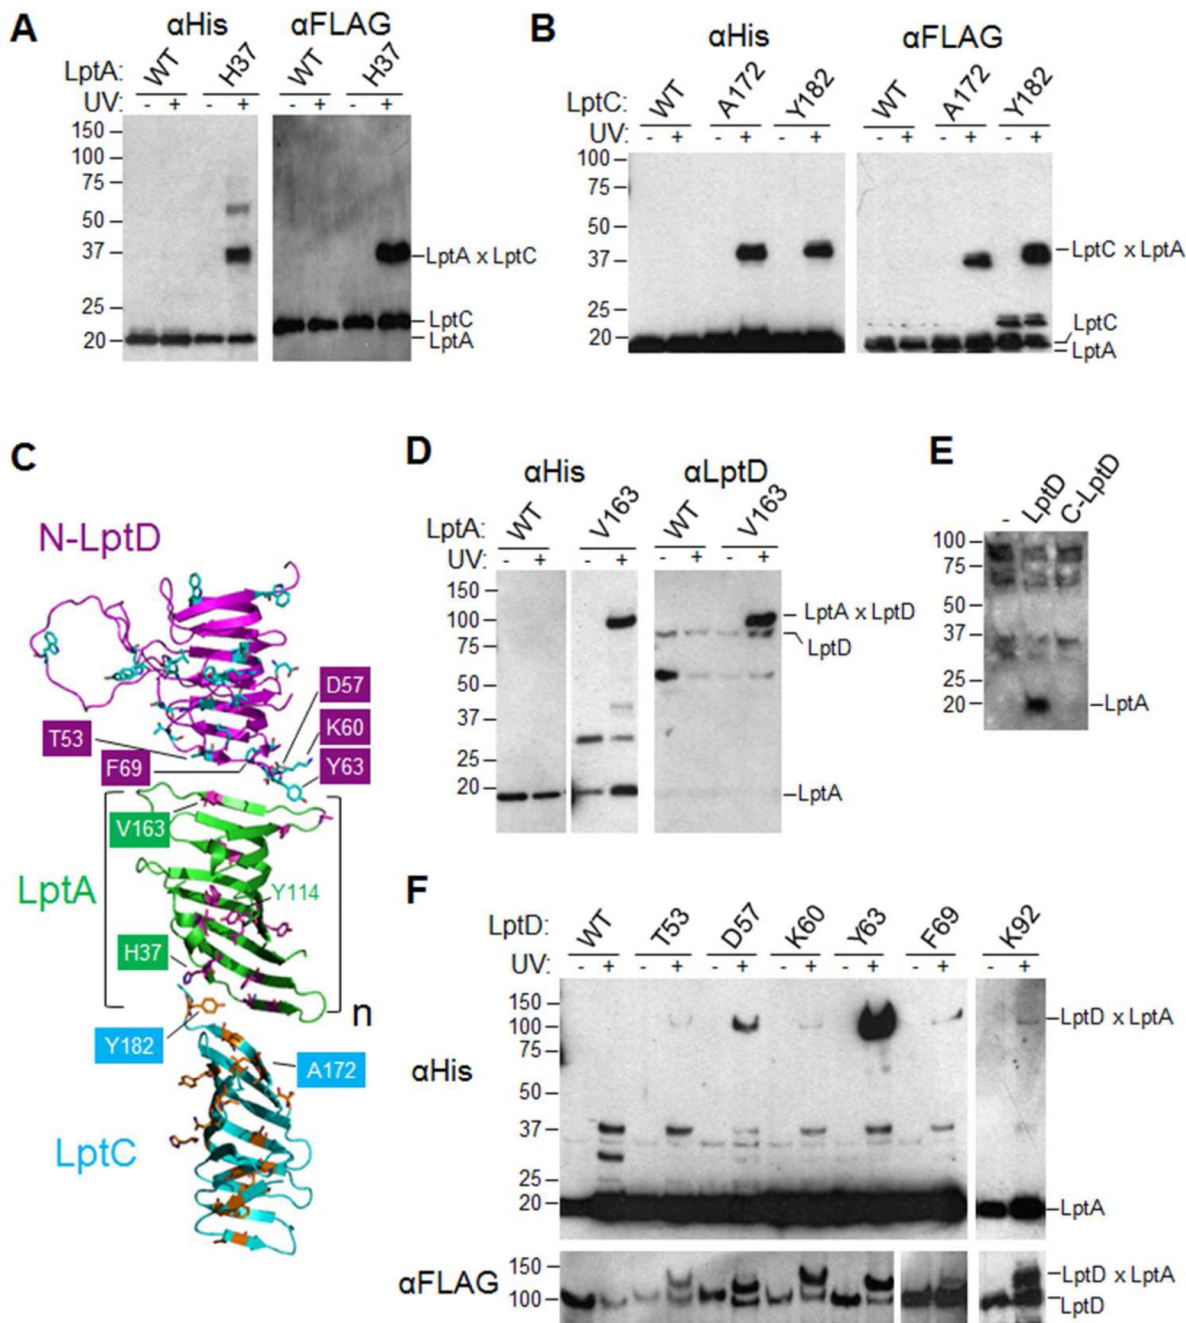 A
αHis αFLAG
LptA: WT H37 WT H37
UV: - + - + - + - +
150
100
75
50
37
25
20
LptA x LptC
LptC
LptA
B
αHis αFLAG
LptC: WT A172 Y182 WT A172 Y182
UV: - + - + - + - + - + - +
100
75
50
37
25
20
LptC x LptA
LptC
LptA
C
N-LptD
D57
K60
T53
F69
Y63
V163
LptA
Y114
H37
n
Y182
A172
LptC
D
αHis αLptD
LptA: WT V163 WT V163
UV: - + - + - + - +
150
100
75
50
37
25
20
LptA x LptD
LptD
LptA
E
- LptD C-LptD
100
75
50
37
25
20
LptA
F
LptD: WT T53 D57 K60 Y63 F69 K92
UV: - + - + - + - + - + - + - +
αHis
150
100
75
50
37
25
20
LptD x LptA
LptA
αFLAG
150
100
LptD x LptA
LptD